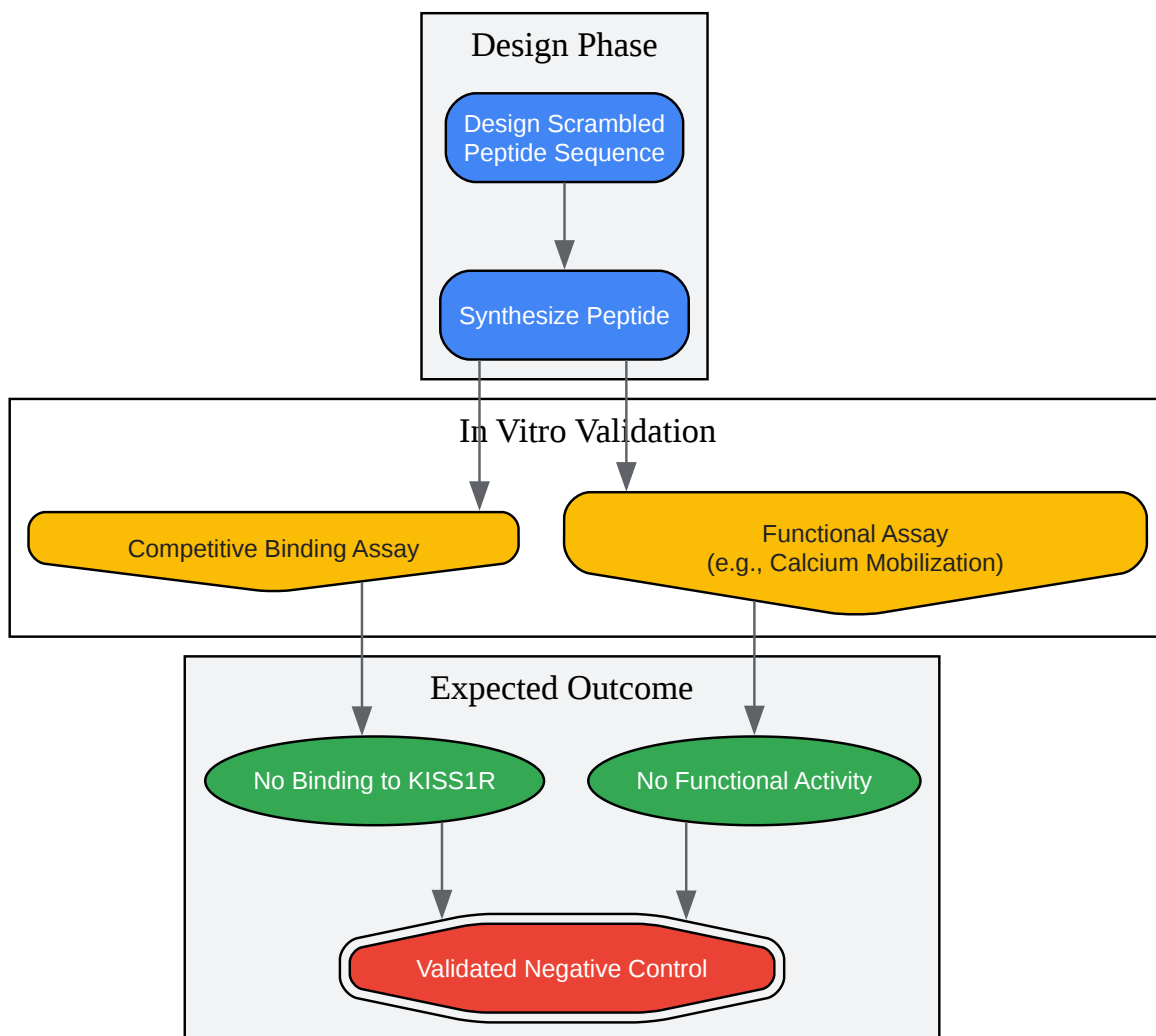 Design Phase
Design Scrambled
Peptide Sequence
Synthesize Peptide
In Vitro Validation
Competitive Binding Assay
Functional Assay
(e.g., Calcium Mobilization)
Expected Outcome
No Binding to KISS1R
No Functional Activity
Validated Negative Control